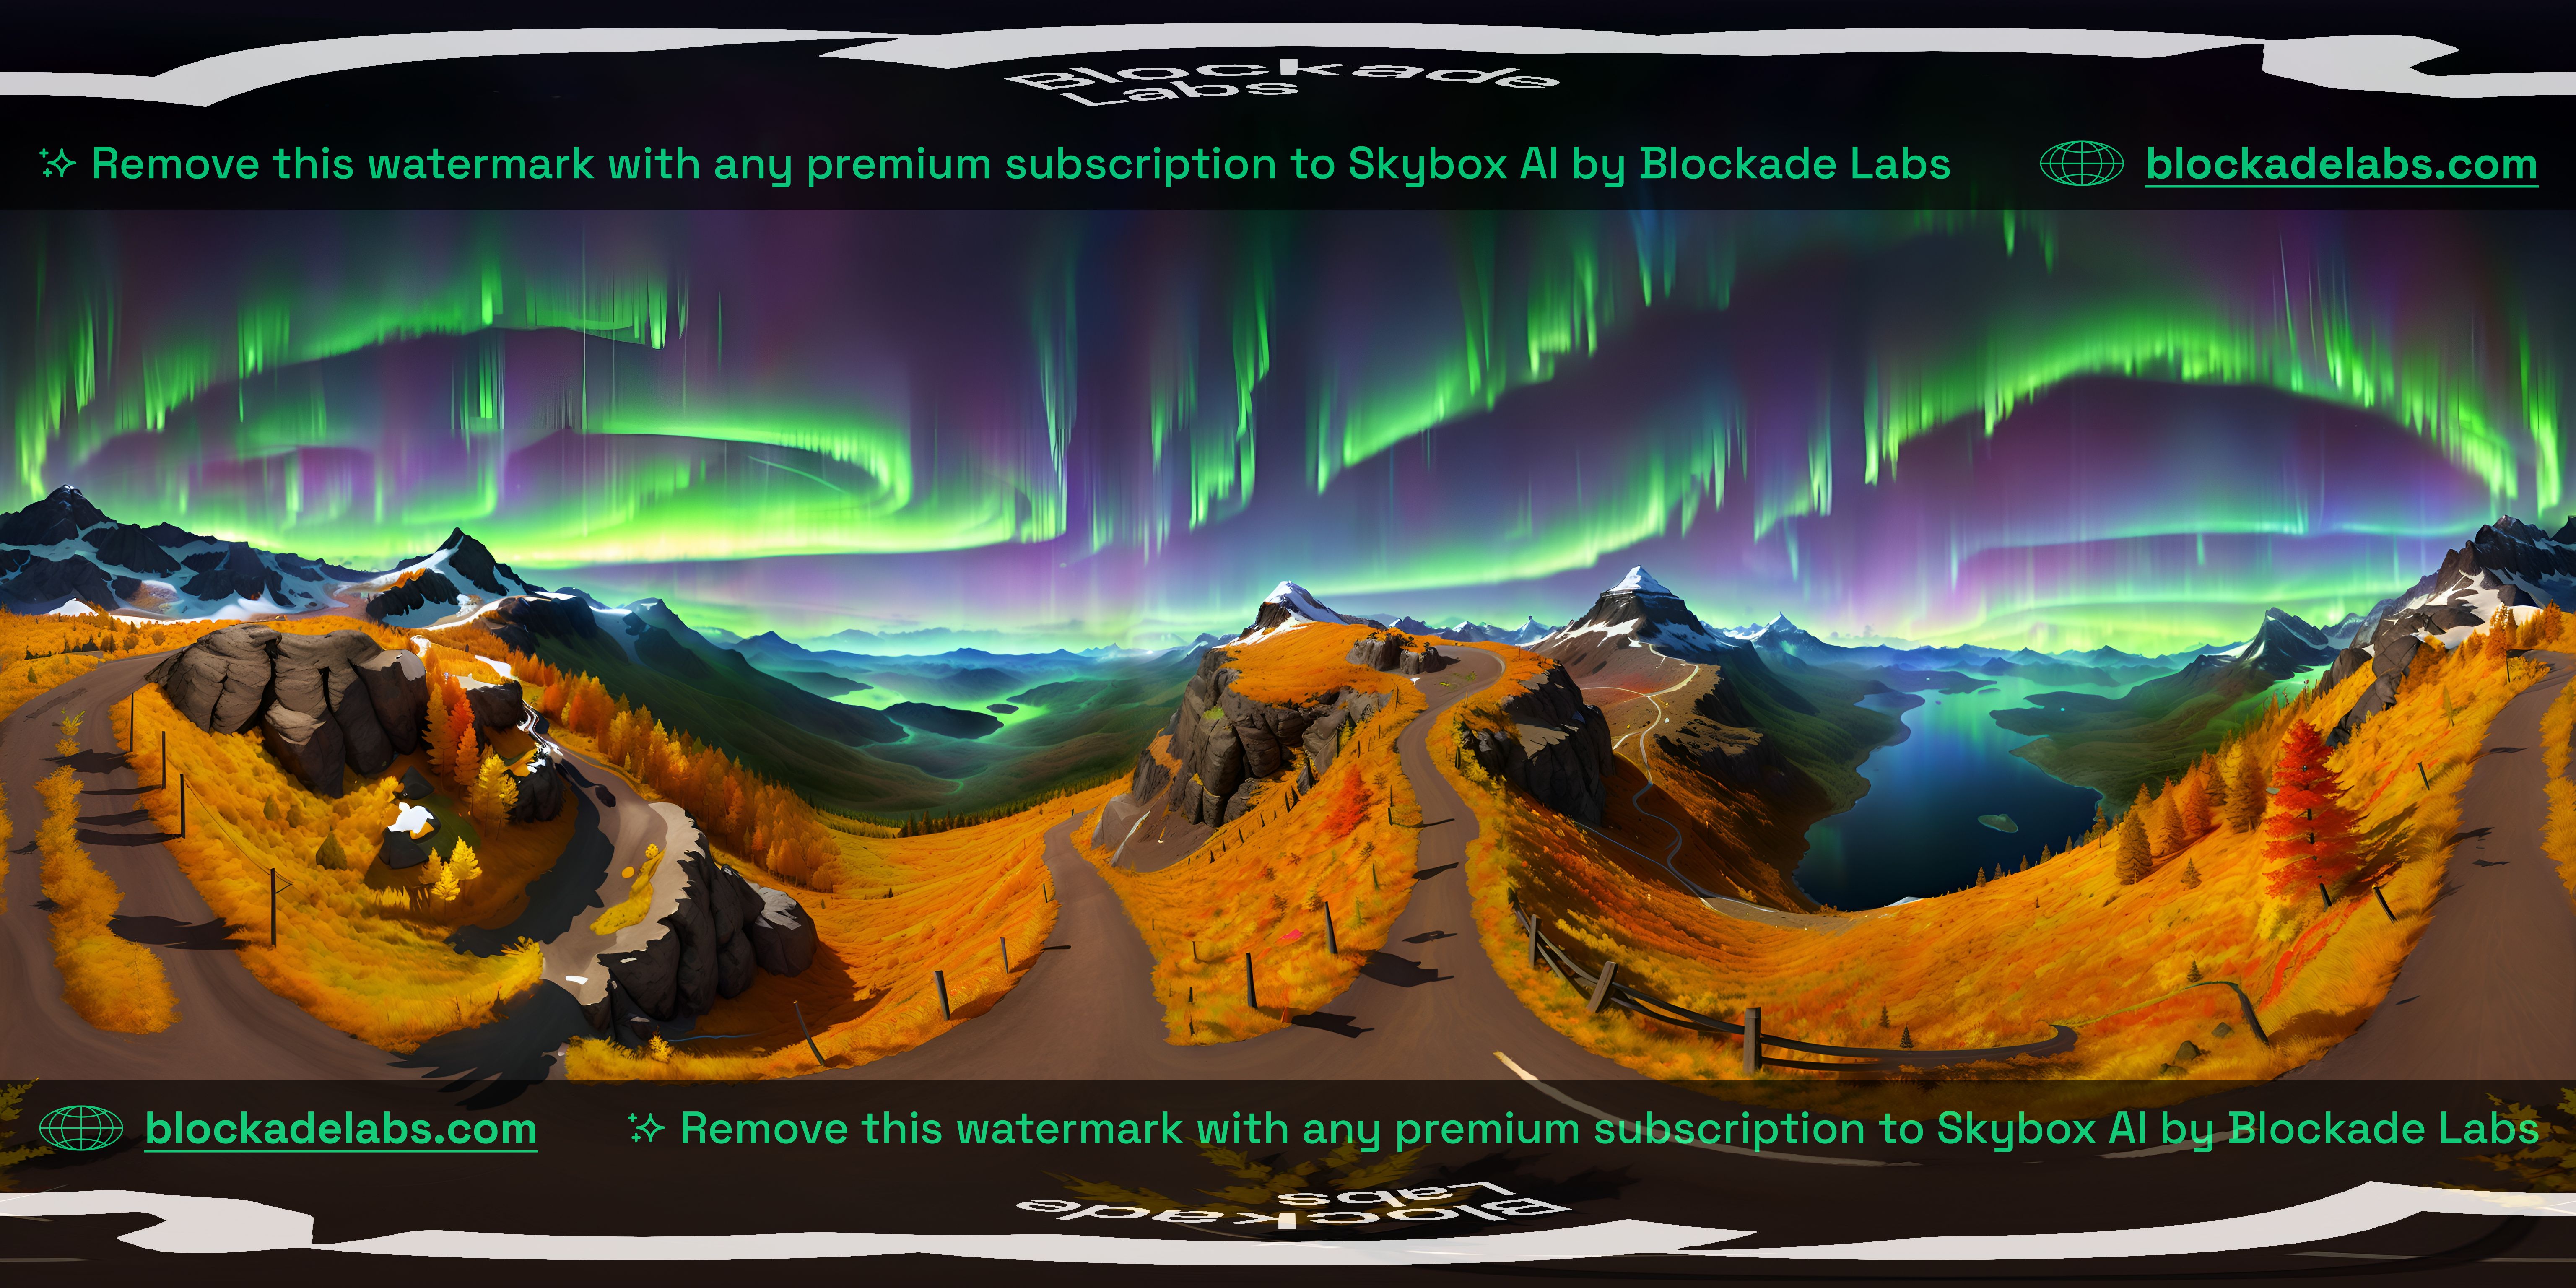 Blockade
Labs
Remove this watermark with any premium subscription to Skybox AI by Blockade Labs
blockadelabs.com
blockadelabs.com
Remove this watermark with any premium subscription to Skybox AI by Blockade Labs
Blockade
Labs